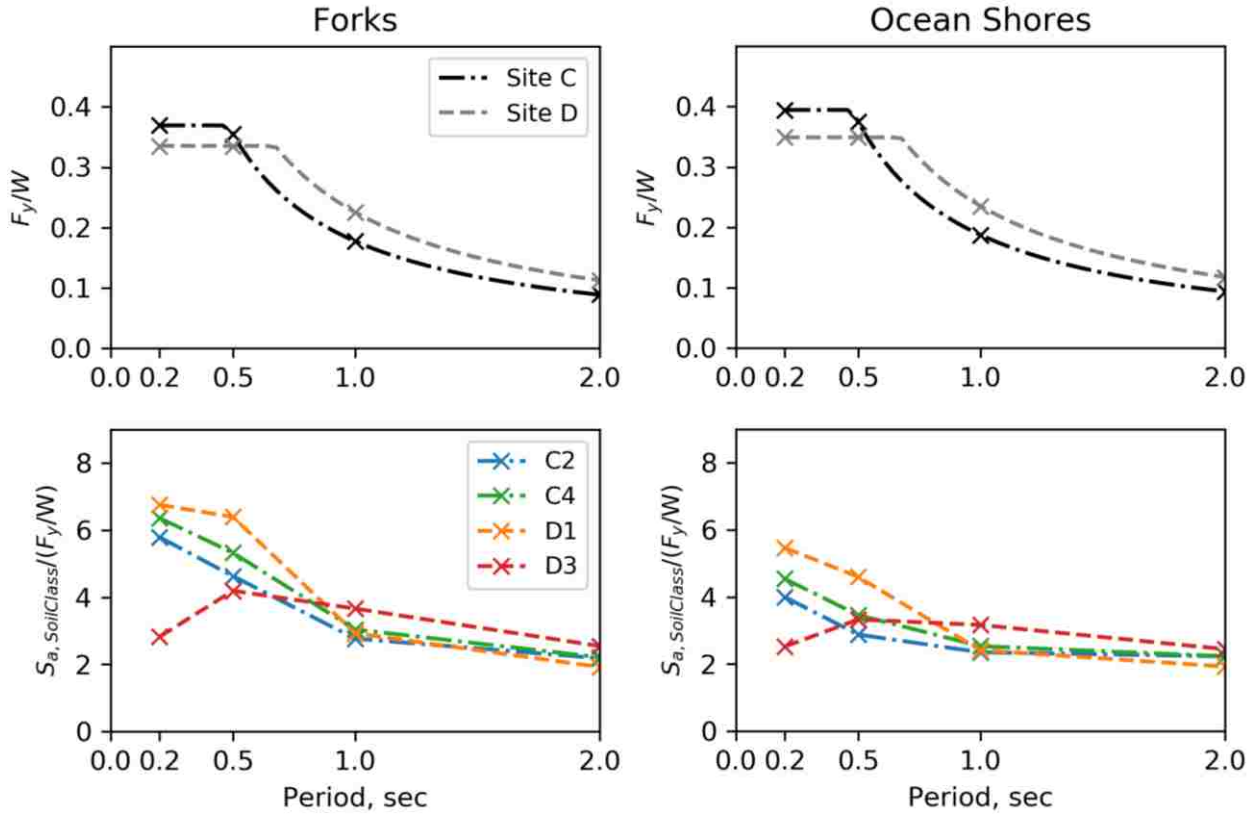 Forks
Ocean Shores
F_y/W
0.4
0.3
0.2
0.1
0.0
0.0 0.2 0.5 1.0 2.0
Site C
Site D
F_y/W
0.4
0.3
0.2
0.1
0.0
0.0 0.2 0.5 1.0 2.0
S_{a, SoilClass}/(F_y/W)
8
6
4
2
0
0.0 0.2 0.5 1.0 2.0
Period, sec
C2
C4
D1
D3
S_{a, SoilClass}/(F_y/W)
8
6
4
2
0
0.0 0.2 0.5 1.0 2.0
Period, sec